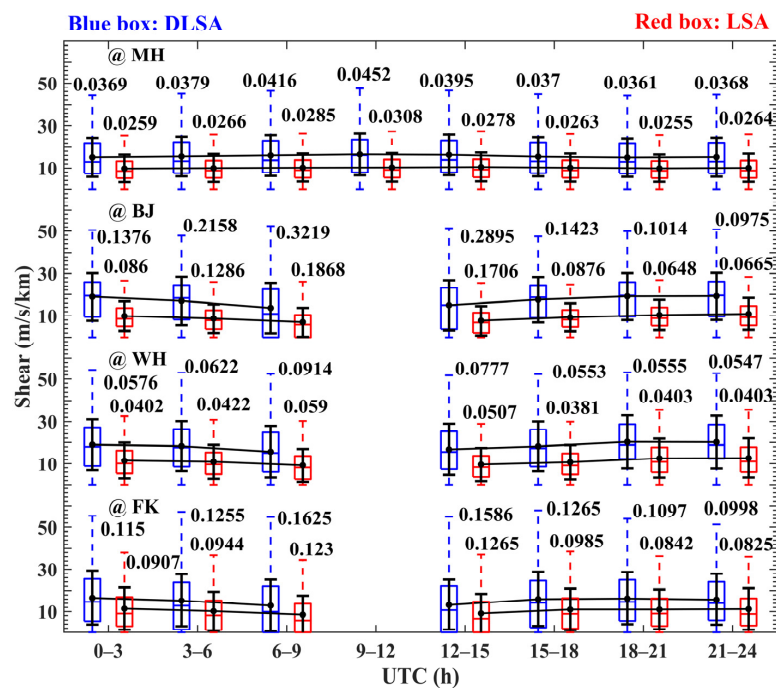 Blue box: DLSA Red box: LSA
@ MH
50
0.0369 0.0379 0.0416 0.0452 0.0395 0.037 0.0361 0.0368
30
0.0259 0.0266 0.0285 0.0308 0.0278 0.0263 0.0255 0.0264
10
@ BJ
50
0.1376 0.2158 0.3219 0.2895 0.1423 0.1014 0.0975
30
0.086 0.1286 0.1868 0.1706 0.0876 0.0648 0.0665
10
@ WH
50
0.0576 0.0622 0.0914 0.0777 0.0553 0.0555 0.0547
30
0.0402 0.0422 0.059 0.0507 0.0381 0.0403 0.0403
10
@ FK
50
0.115 0.1255 0.1625 0.1586 0.1265 0.1097 0.0998
30
0.0907 0.0944 0.123 0.1265 0.0985 0.0842 0.0825
10
Shear (m/s/km)
0–3 3–6 6–9 9–12 12–15 15–18 18–21 21–24
UTC (h)